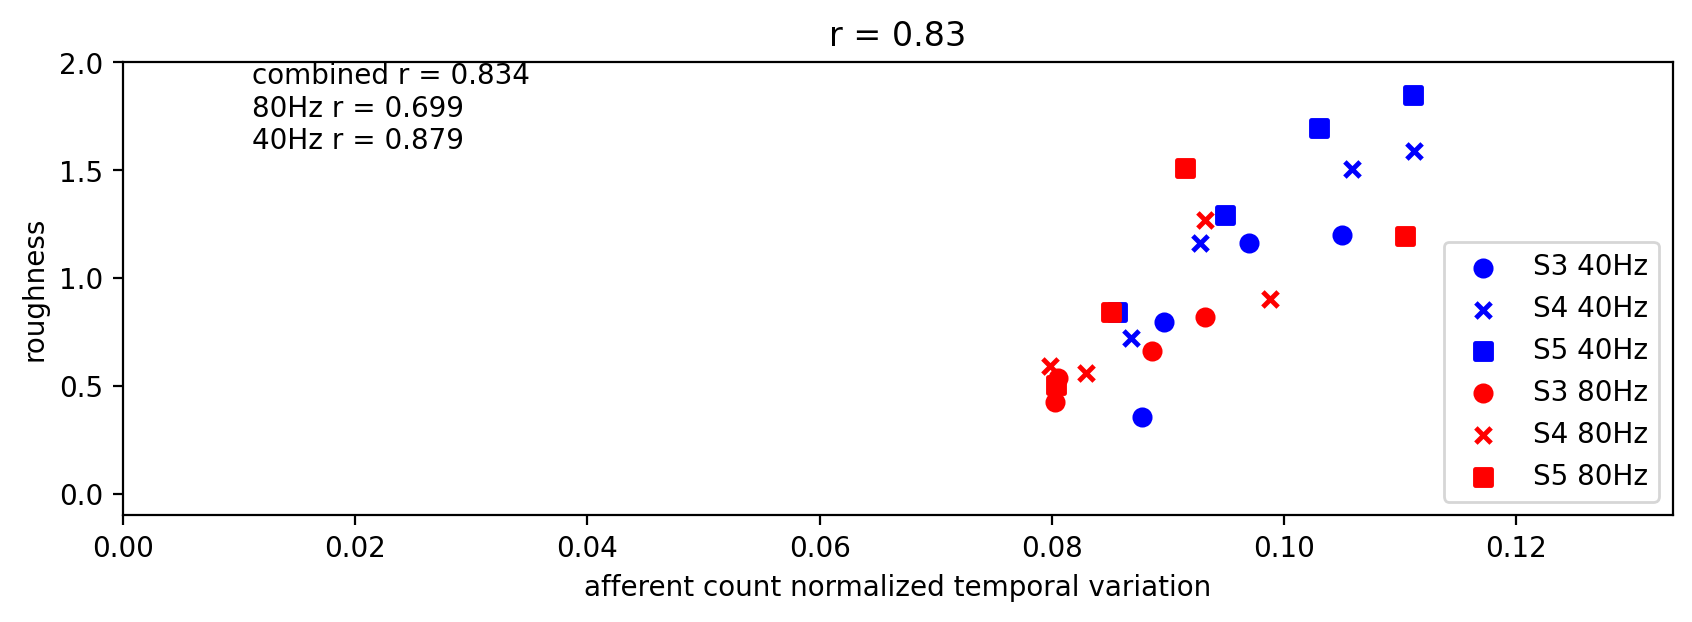 r = 0.83
combined r = 0.834
80Hz r = 0.699
40Hz r = 0.879
2.0
1.5
1.0
0.5
0.0
roughness
S3 40Hz
S4 40Hz
S5 40Hz
S3 80Hz
S4 80Hz
S5 80Hz
0.00 0.02 0.04 0.06 0.08 0.10 0.12
afferent count normalized temporal variation